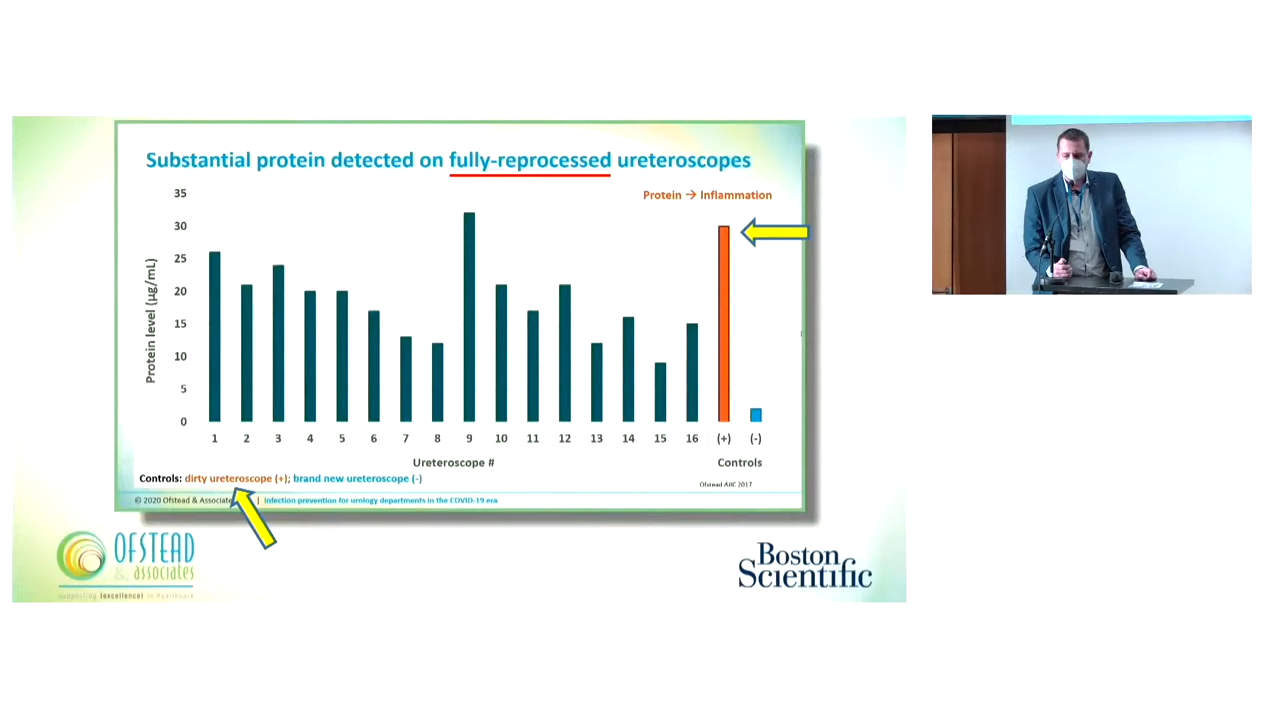 Substantial protein detected on fully-reprocessed ureteroscopes
Protein → Inflammation
35
30
25
20
15
10
5
0
Protein level (µg/mL)
1 2 3 4 5 6 7 8 9 10 11 12 13 14 15 16 (+) (-)
Ureteroscope #
Controls
Controls: dirty ureteroscope (+); brand new ureteroscope (-)
Ofstead AJIC 2017
© 2020 Ofstead & Associate | Infection prevention for urology departments in the COVID-19 era
OFSTEAD
& associates
supporting {excellence} in healthcare
Boston
Scientific